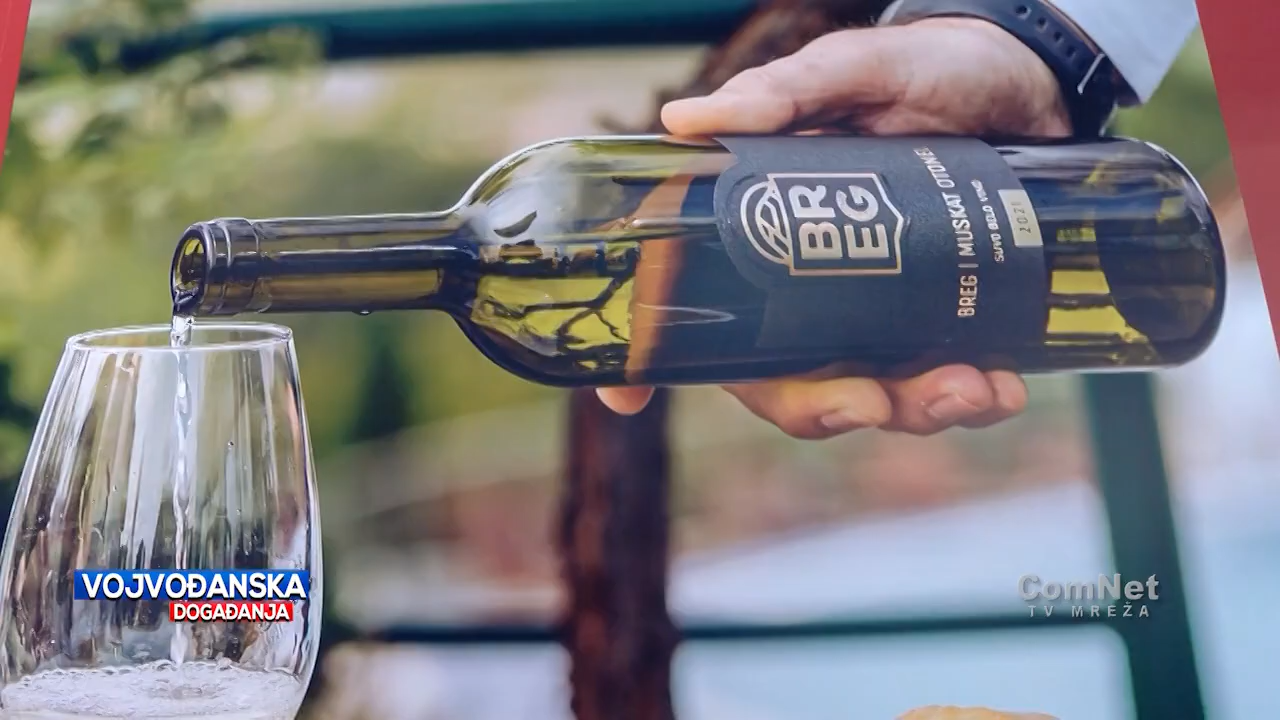 BR
EG
BREG | MUSKAT OTONEL
SUVO BELO VINO
2021
VOJVOĐANSKA
DOGAĐANJA
ComNet
TV MREŽA